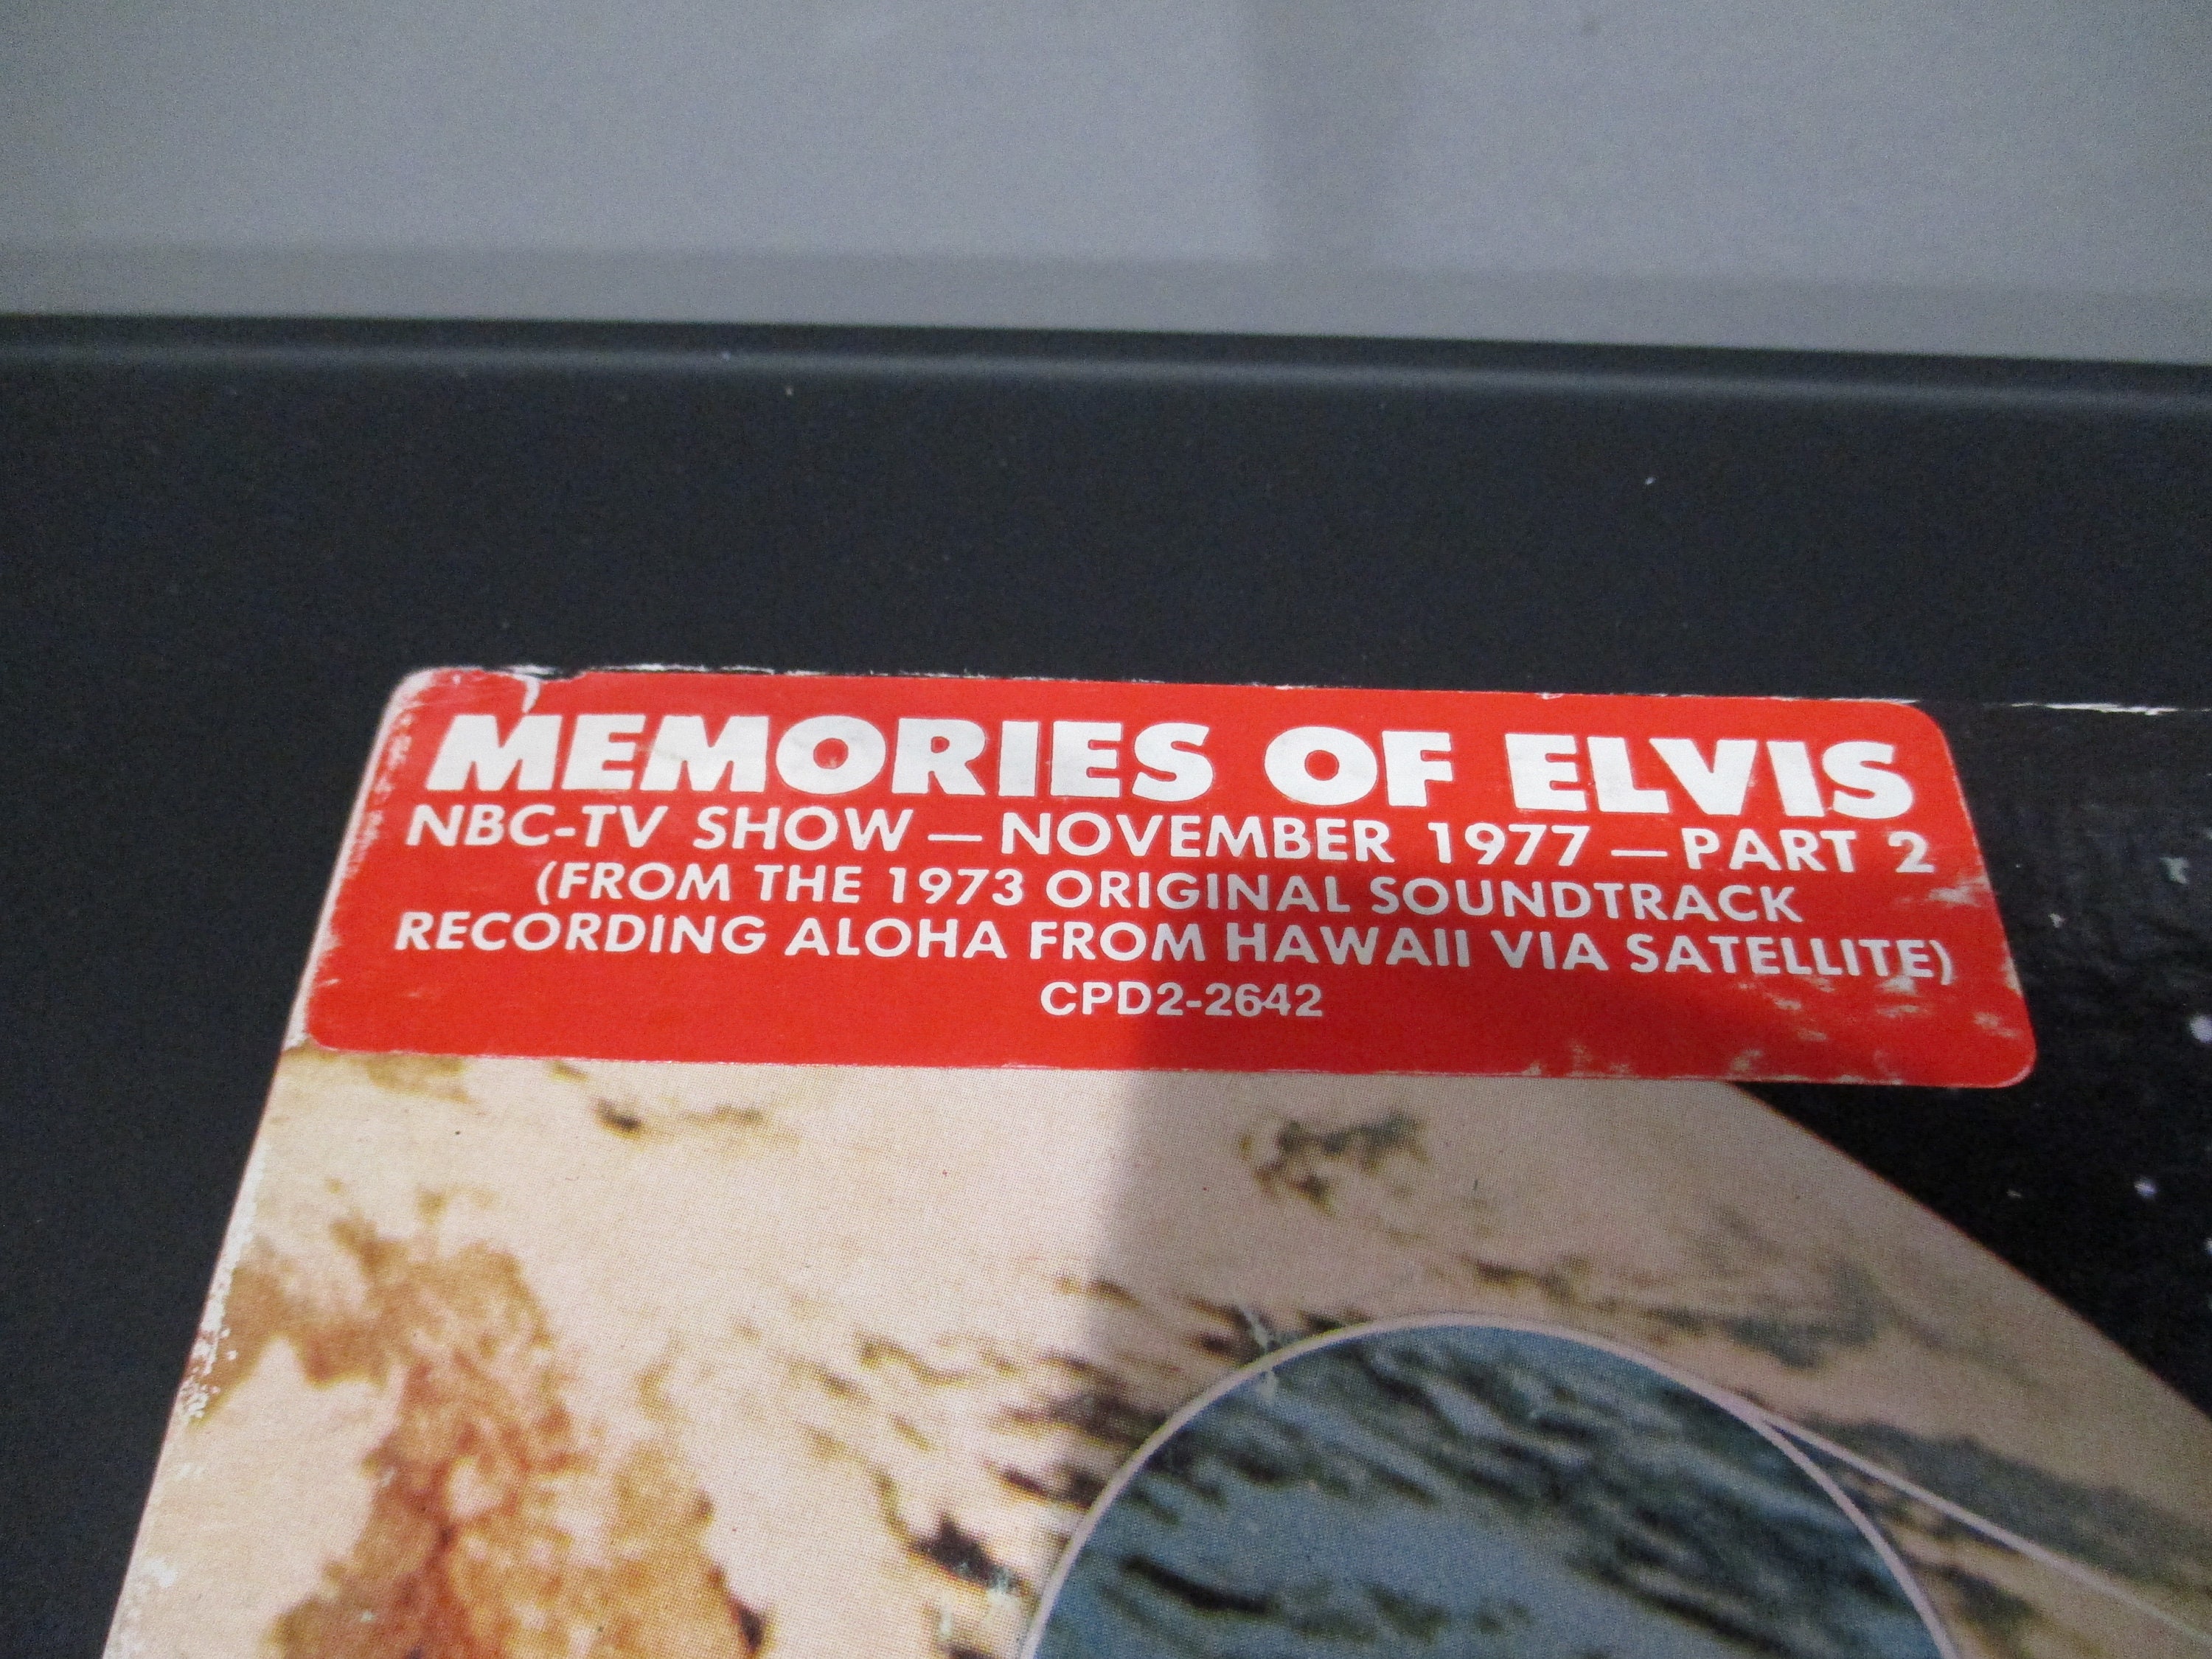 MEMORIES OF ELVIS
NBC-TV SHOW — NOVEMBER 1977 — PART 2
(FROM THE 1973 ORIGINAL SOUNDTRACK
RECORDING ALOHA FROM HAWAII VIA SATELLITE)
CPD2-2642